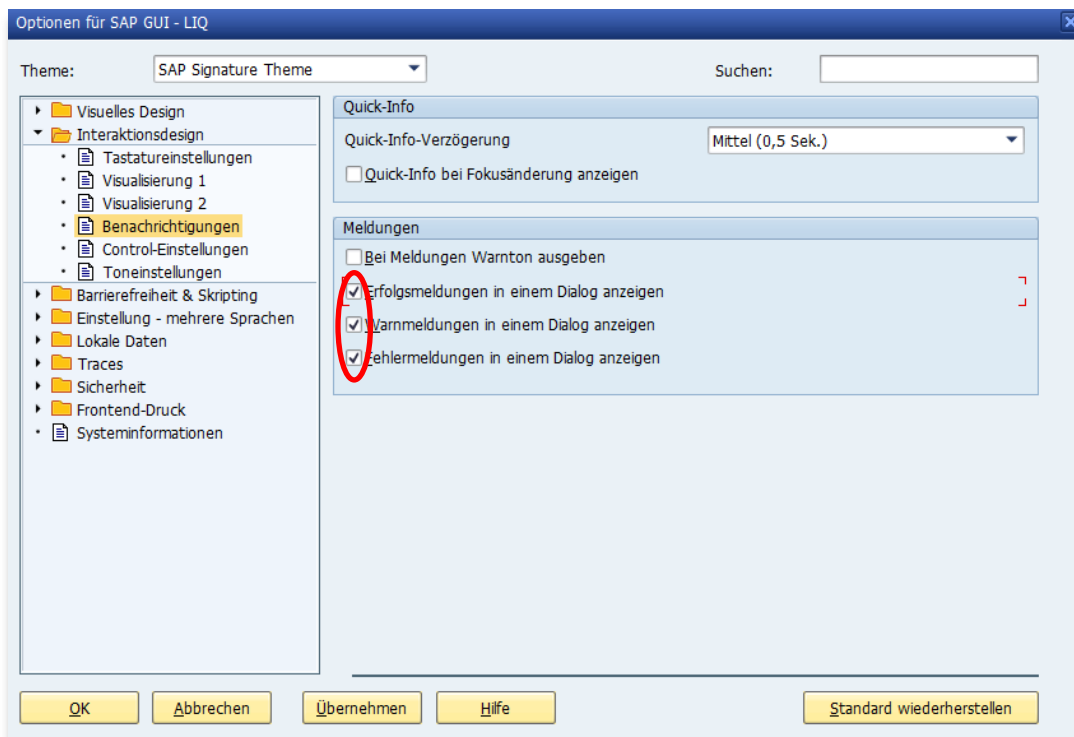 Optionen für SAP GUI - LIQ
Theme: SAP Signature Theme Suchen:
Visuelles Design
Interaktionsdesign
Tastatureinstellungen
Visualisierung 1
Visualisierung 2
Benachrichtigungen
Control-Einstellungen
Toneinstellungen
Barrierefreiheit & Skripting
Einstellung - mehrere Sprachen
Lokale Daten
Traces
Sicherheit
Frontend-Druck
Systeminformationen
Quick-Info
Quick-Info-Verzögerung Mittel (0,5 Sek.)
Quick-Info bei Fokusänderung anzeigen
Meldungen
Bei Meldungen Warnton ausgeben
Erfolgsmeldungen in einem Dialog anzeigen
Warnmeldungen in einem Dialog anzeigen
Fehlermeldungen in einem Dialog anzeigen
OK Abbrechen Übernehmen Hilfe Standard wiederherstellen